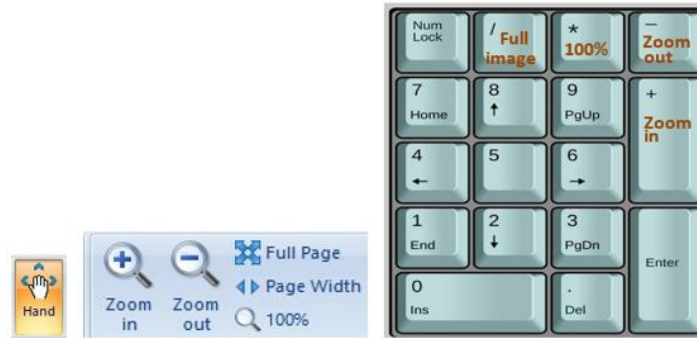 Hand
Zoom in
Zoom out
Full Page
Page Width
100%
Num Lock
/ Full image
* 100%
– Zoom out
7 Home
8
9 PgUp
+ Zoom in
4
5
6
1 End
2
3 PgDn
Enter
0 Ins
. Del